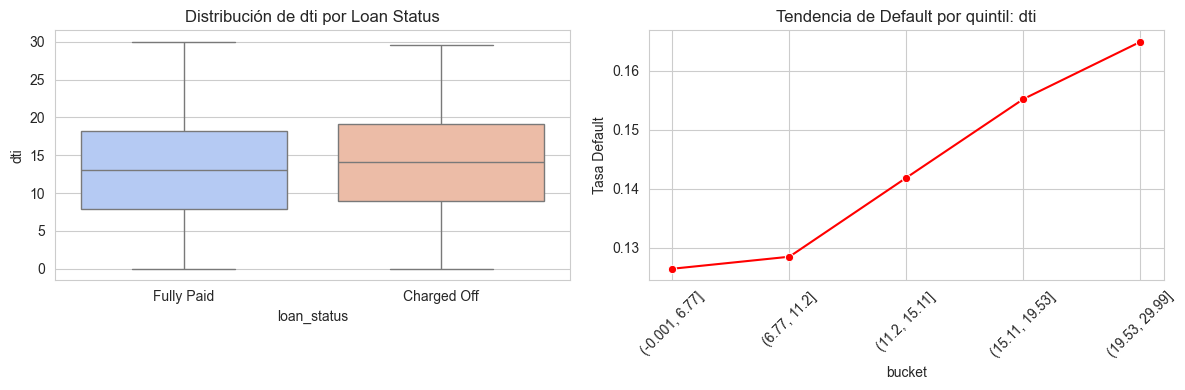 Distribución de dti por Loan Status
30
25
20
15
10
5
0
dti
Fully Paid
Charged Off
loan_status
Tendencia de Default por quintil: dti
0.16
0.15
0.14
0.13
Tasa Default
(-0.001, 6.77]
(6.77, 11.2]
(11.2, 15.11]
(15.11, 19.53]
(19.53, 29.99]
bucket